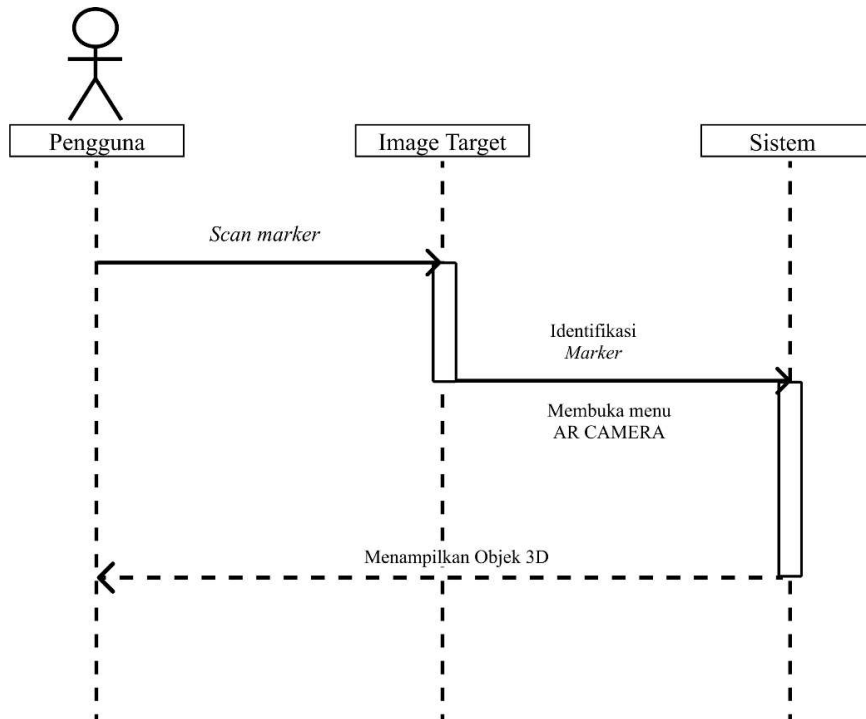 Pengguna
Image Target
Sistem
Scan marker
Identifikasi
Marker
Membuka menu
AR CAMERA
Menampilkan Objek 3D